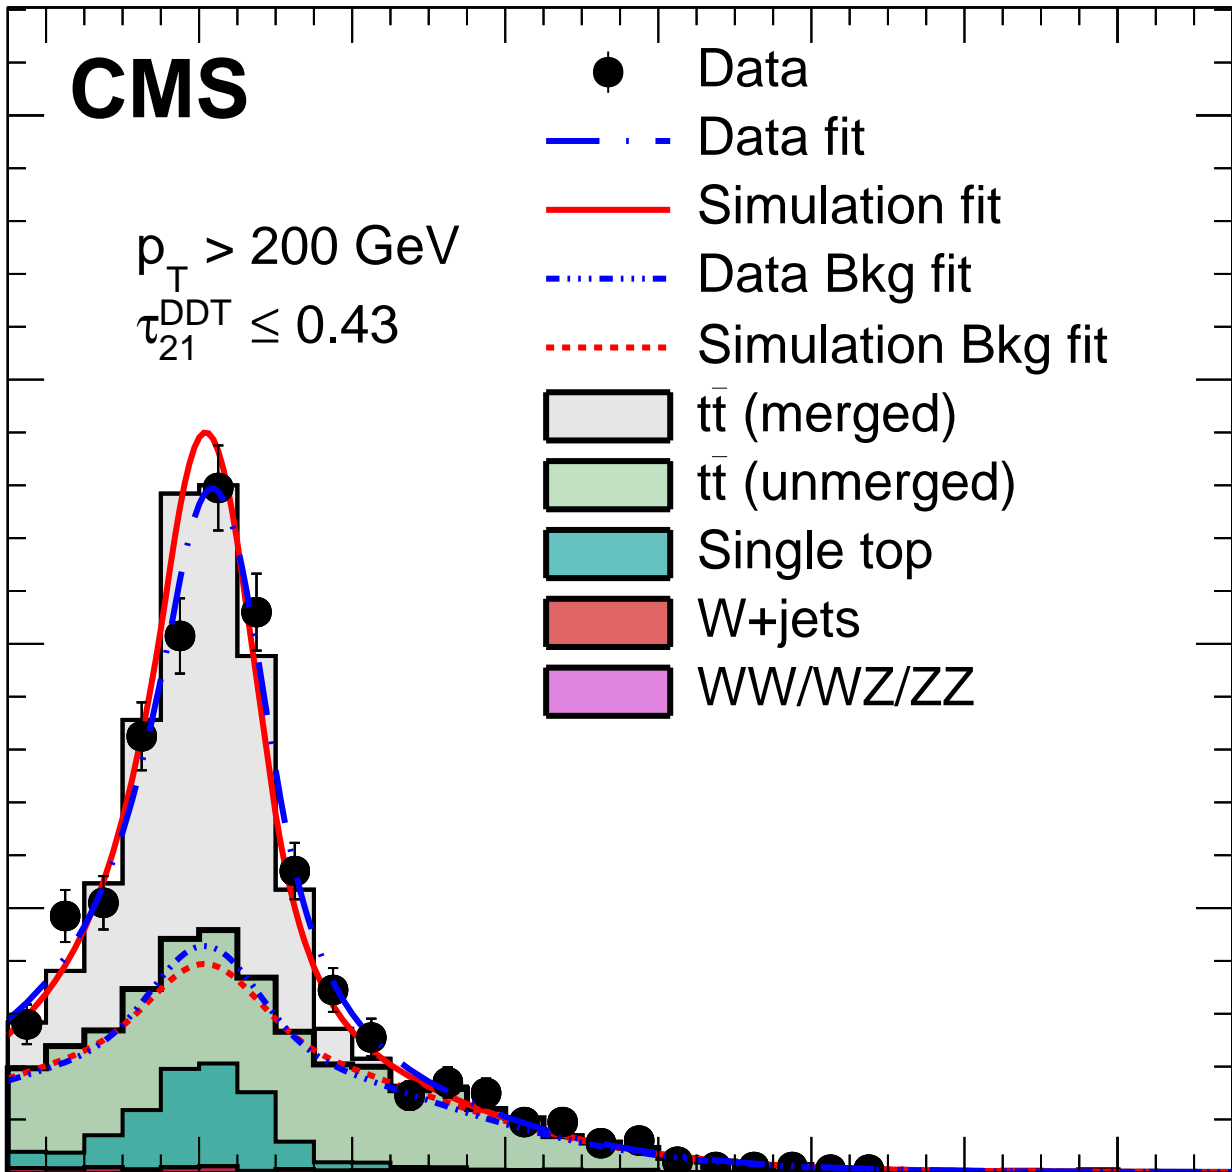 CMS
p_T > 200 GeV
τ_21^DDT ≤ 0.43
Data
Data fit
Simulation fit
Data Bkg fit
Simulation Bkg fit
tt̄ (merged)
tt̄ (unmerged)
Single top
W+jets
WW/WZ/ZZ